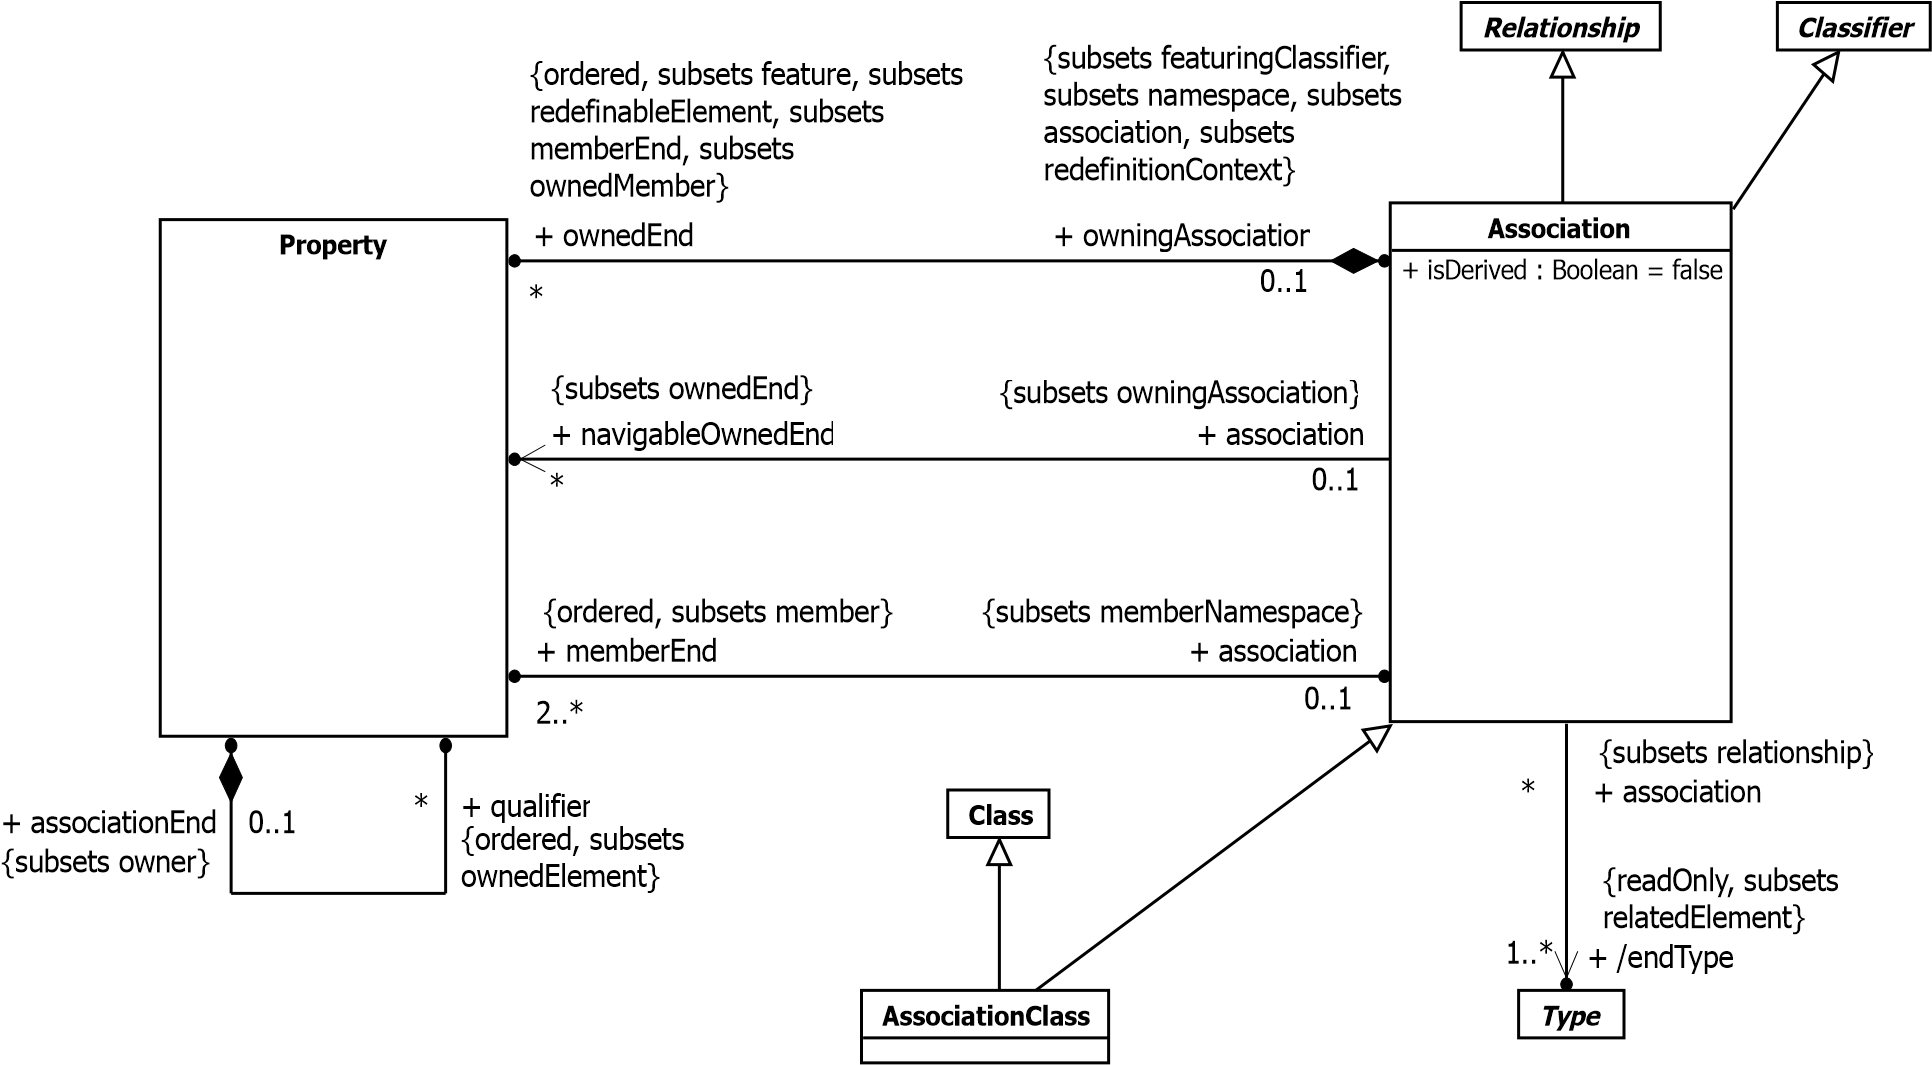 Relationship
Classifier
{ordered, subsets feature, subsets
redefinableElement, subsets
memberEnd, subsets
ownedMember}
{subsets featuringClassifier,
subsets namespace, subsets
association, subsets
redefinitionContext}
+ ownedEnd
+ owningAssociation
*
0..1
Property
Association
+ isDerived : Boolean = false
{subsets ownedEnd}
{subsets owningAssociation}
+ navigableOwnedEnd
+ association
*
0..1
{ordered, subsets member}
{subsets memberNamespace}
+ memberEnd
+ association
2..*
0..1
+ associationEnd
{subsets owner}
0..1
*
+ qualifier
{ordered, subsets
ownedElement}
Class
AssociationClass
{subsets relationship}
+ association
*
{readOnly, subsets
relatedElement}
1..*
+ /endType
Type